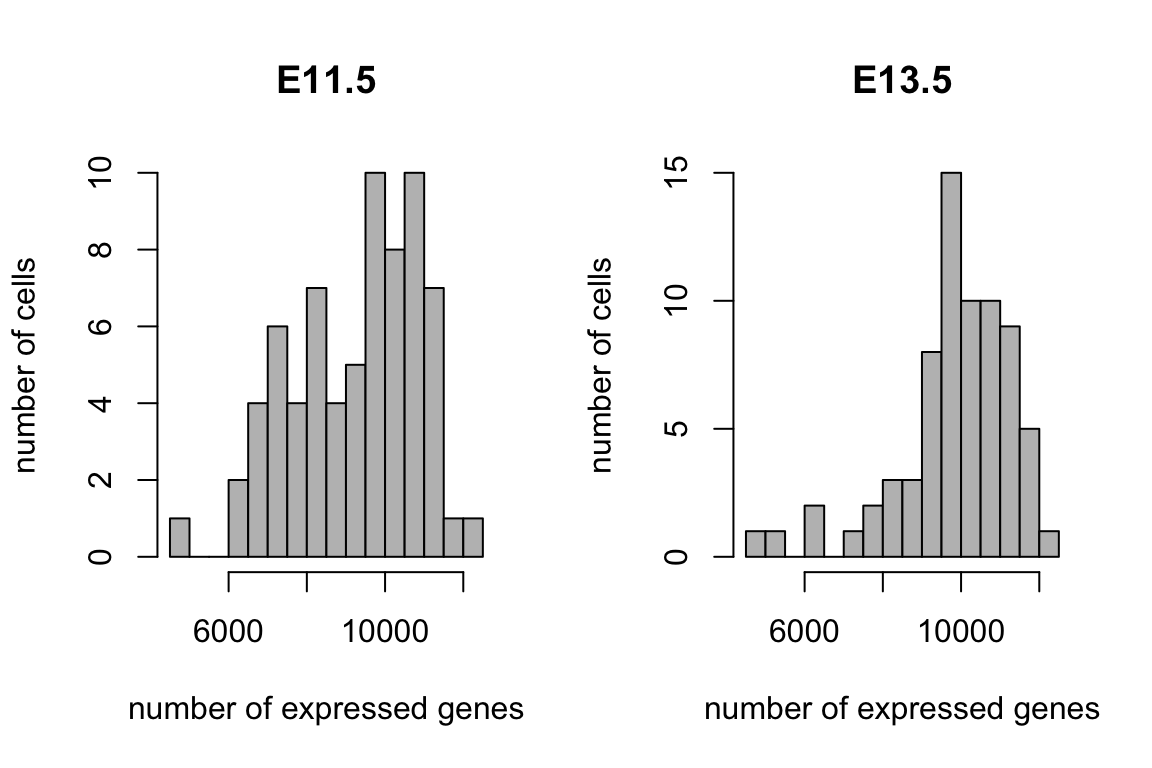 E11.5
number of cells
0
2
4
6
8
10
6000
10000
number of expressed genes
E13.5
number of cells
0
5
10
15
6000
10000
number of expressed genes